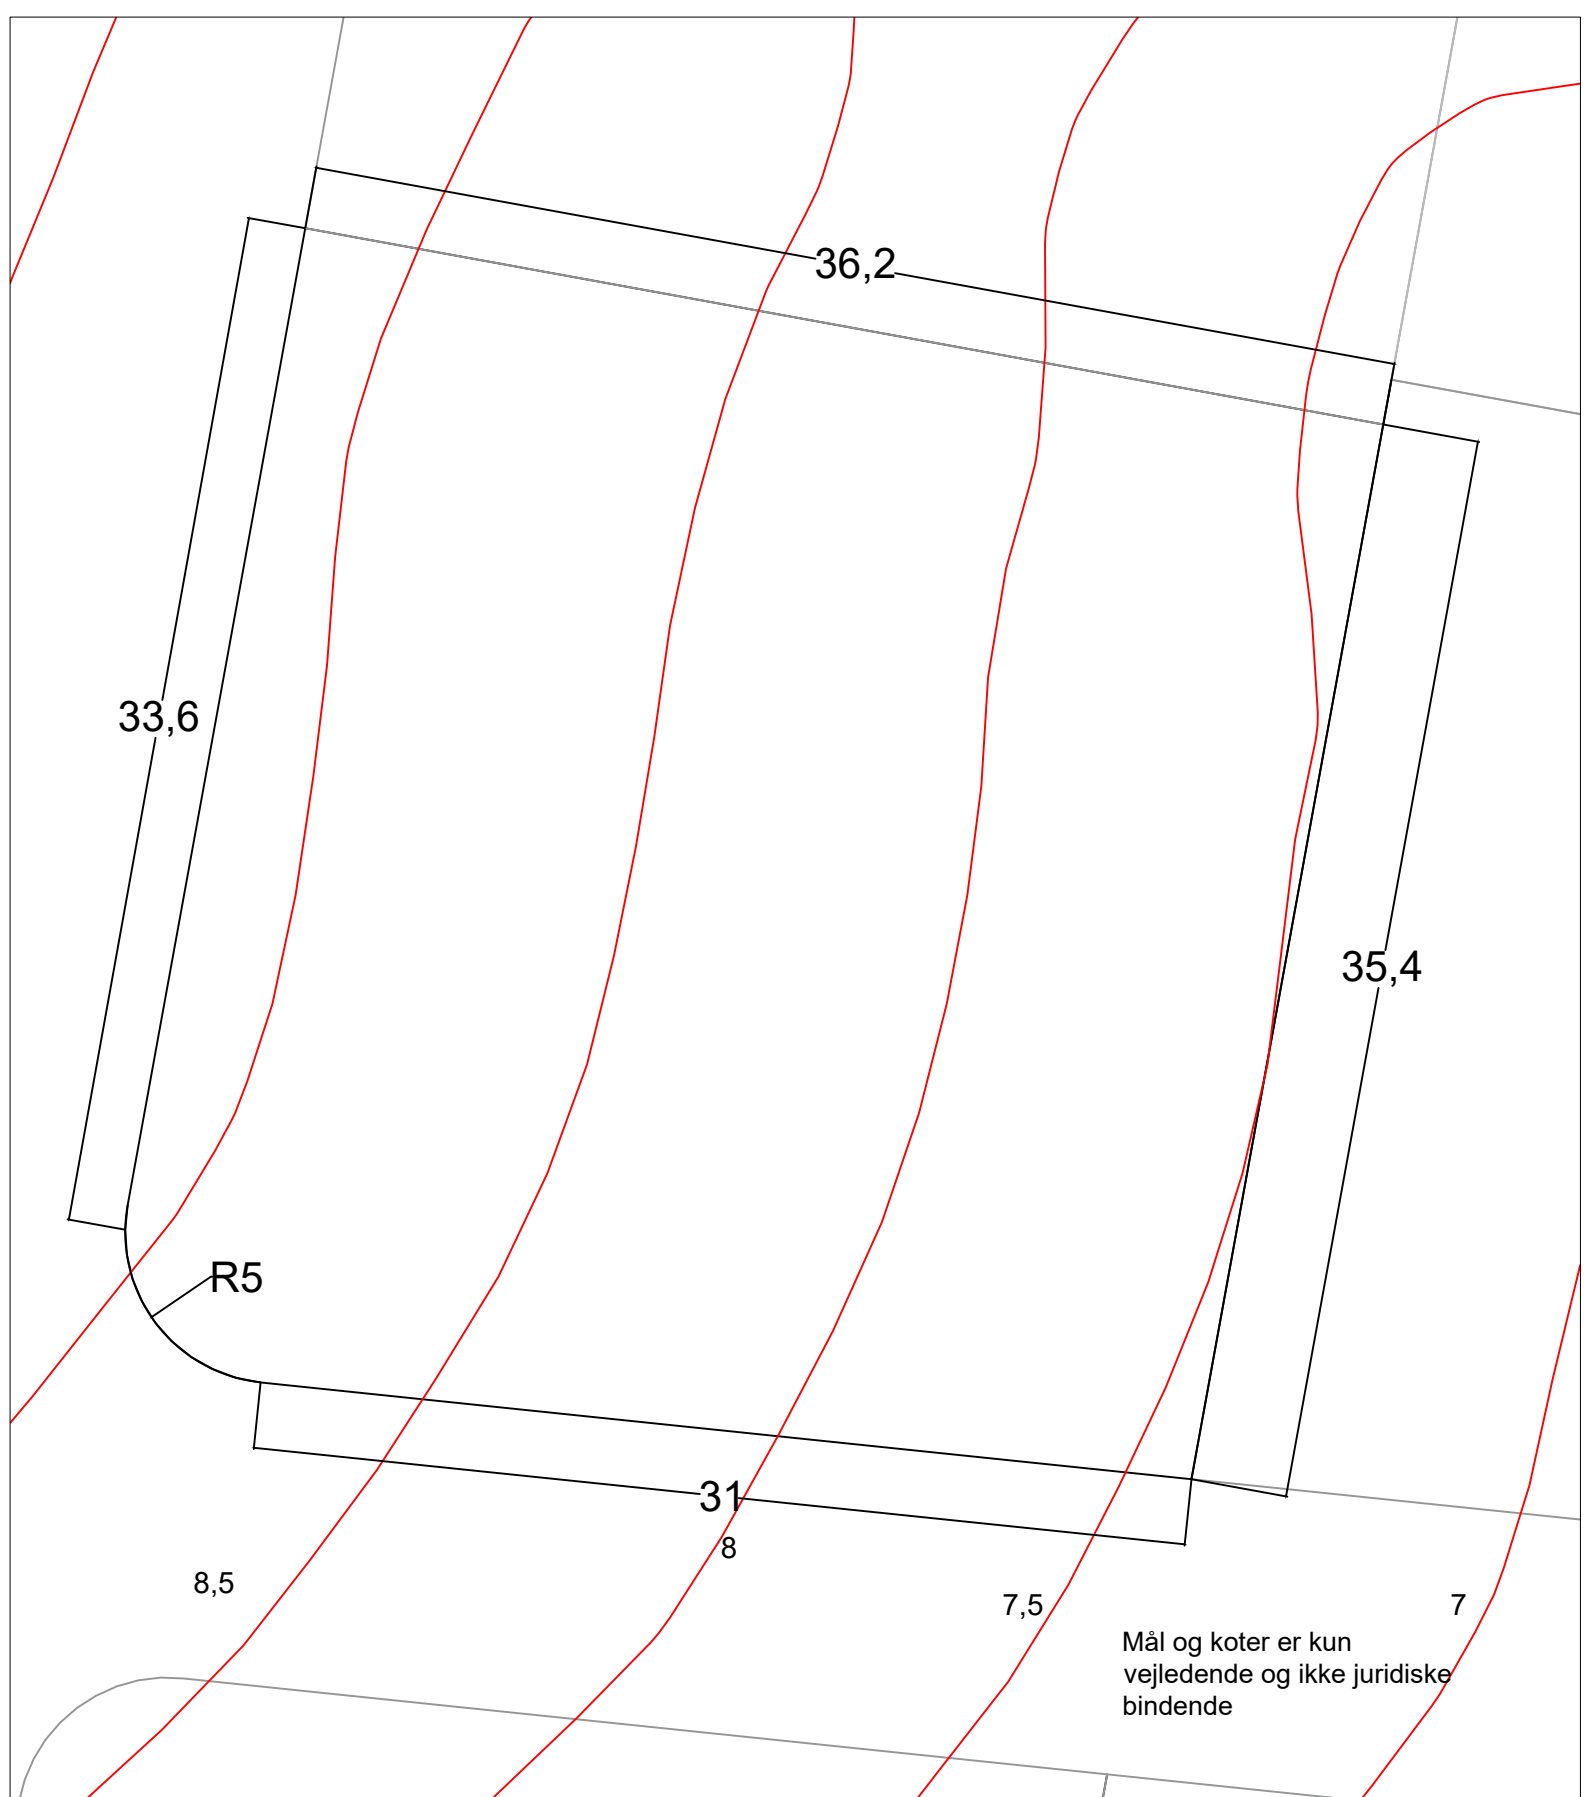 36,2
33,6
35,4
R5
31
8
8,5
7,5
7
Mål og koter er kun
vejledende og ikke juridiske
bindende